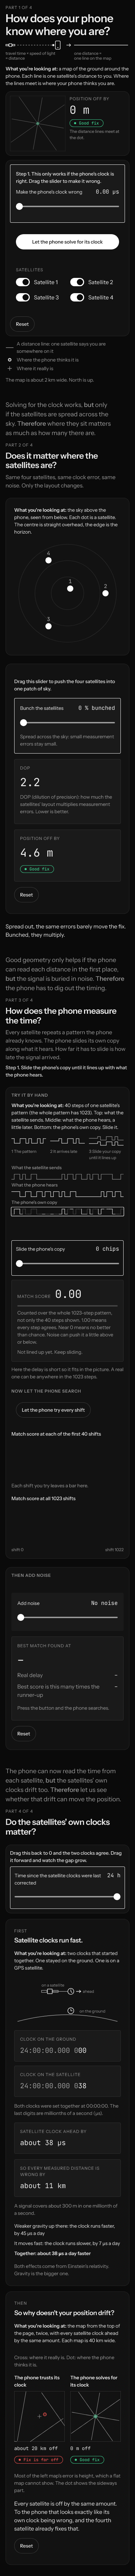 PART 1 OF 4
How does your phone
know where you are?
travel time × speed of light
= distance
one distance =
one line on the map
What you're looking at: a map of the ground around the
phone. Each line is one satellite's distance to you. Where
the lines meet is where your phone thinks you are.
POSITION OFF BY
0 m
Good fix
The distance lines meet at
the dot.
Step 1. This only works if the phone's clock is
right. Drag the slider to make it wrong.
Make the phone's clock wrong
0.00 µs
Let the phone solve for its clock
SATELLITES
Satellite 1
Satellite 2
Satellite 3
Satellite 4
Reset
A distance line: one satellite says you are
somewhere on it
Where the phone thinks it is
Where it really is
The map is about 2 km wide. North is up.
Solving for the clock works, but only
if the satellites are spread across the
sky. Therefore where they sit matters
as much as how many there are.
PART 2 OF 4
Does it matter where the
satellites are?
Same four satellites, same clock error, same
noise. Only the layout changes.
What you're looking at: the sky above the
phone, seen from below. Each dot is a satellite.
The centre is straight overhead, the edge is the
horizon.
4
1
2
3
Drag this slider to push the four satellites into
one patch of sky.
Bunch the satellites
0 % bunched
Spread across the sky: small measurement
errors stay small.
DOP
2.2
DOP (dilution of precision): how much the
satellites' layout multiplies measurement
errors. Lower is better.
POSITION OFF BY
4.6 m
Good fix
Reset
Spread out, the same errors barely move the fix.
Bunched, they multiply.
Good geometry only helps if the phone
can read each distance in the first
place, but the signal is buried in noise. Therefore
the phone has to dig out the timing.
PART 3 OF 4
How does the phone measure
the time?
Every satellite repeats a pattern the phone
already knows. The phone slides its own copy
along until it lines up. How far it has to slide is how
late the signal arrived.
Step 1. Slide the phone's copy until it lines up with what
the phone hears.
TRY IT BY HAND
What you're looking at: 40 steps of one satellite's
pattern (the whole pattern has 1023). Top: what the
satellite sends. Middle: what the phone hears, a
little late. Bottom: the phone's own copy. Slide it.
1 The pattern
2 It arrives late
3 Slide your copy
until it lines up
What the satellite sends
What the phone hears
The phone's own copy
Slide the phone's copy
0 chips
MATCH SCORE
0.00
Counted over the whole 1023-step pattern,
not only the 40 steps above. 1.00 means
every step agrees. Near 0 means no better
than chance. Noise can push it a little above
or below.
Not lined up yet. Keep sliding.
Here the delay is short so it fits in the picture. A real
one can be anywhere in the 1023 steps.
NOW LET THE PHONE SEARCH
Let the phone try every shift
Match score at each of the first 40 shifts
Each shift you try leaves a bar here.
Match score at all 1023 shifts
shift 0
shift 1022
THEN ADD NOISE
Add noise
No noise
BEST MATCH FOUND AT
–
Real delay
–
Best score is this many times the
runner-up
–
Press the button and the phone searches.
Reset
The phone can now read the time from
each satellite, but the satellites' own
clocks drift too. Therefore let us see
whether that drift can move the position.
PART 4 OF 4
Do the satellites' own clocks
matter?
Drag this back to 0 and the two clocks agree. Drag
it forward and watch the gap grow.
Time since the satellite clocks were last
corrected
24 h
FIRST
Satellite clocks run fast.
What you're looking at: two clocks that started
together. One stayed on the ground. One is on a
GPS satellite.
on a satellite
ahead
on the ground
CLOCK ON THE GROUND
24:00:00.000 000
CLOCK ON THE SATELLITE
24:00:00.000 038
Both clocks were set together at 00:00:00. The
last digits are millionths of a second (µs).
SATELLITE CLOCK AHEAD BY
about 38 µs
SO EVERY MEASURED DISTANCE IS
WRONG BY
about 11 km
A signal covers about 300 m in one millionth of
a second.
Weaker gravity up there: the clock runs faster,
by 45 µs a day
It moves fast: the clock runs slower, by 7 µs a day
Together: about 38 µs a day faster
Both effects come from Einstein's relativity.
Gravity is the bigger one.
THEN
So why doesn't your position drift?
What you're looking at: the map from the top of
the page, twice, with every satellite clock ahead
by the same amount. Each map is 40 km wide.
Cross: where it really is. Dot: where the phone
thinks it is.
The phone trusts its
clock
The phone solves for
its clock
about 20 km off
0 m off
Fix is far off
Good fix
Most of the left map's error is height, which a flat
map cannot show. The dot shows the sideways
part.
Every satellite is off by the same amount.
To the phone that looks exactly like its
own clock being wrong, and the fourth
satellite already fixes that.
Reset